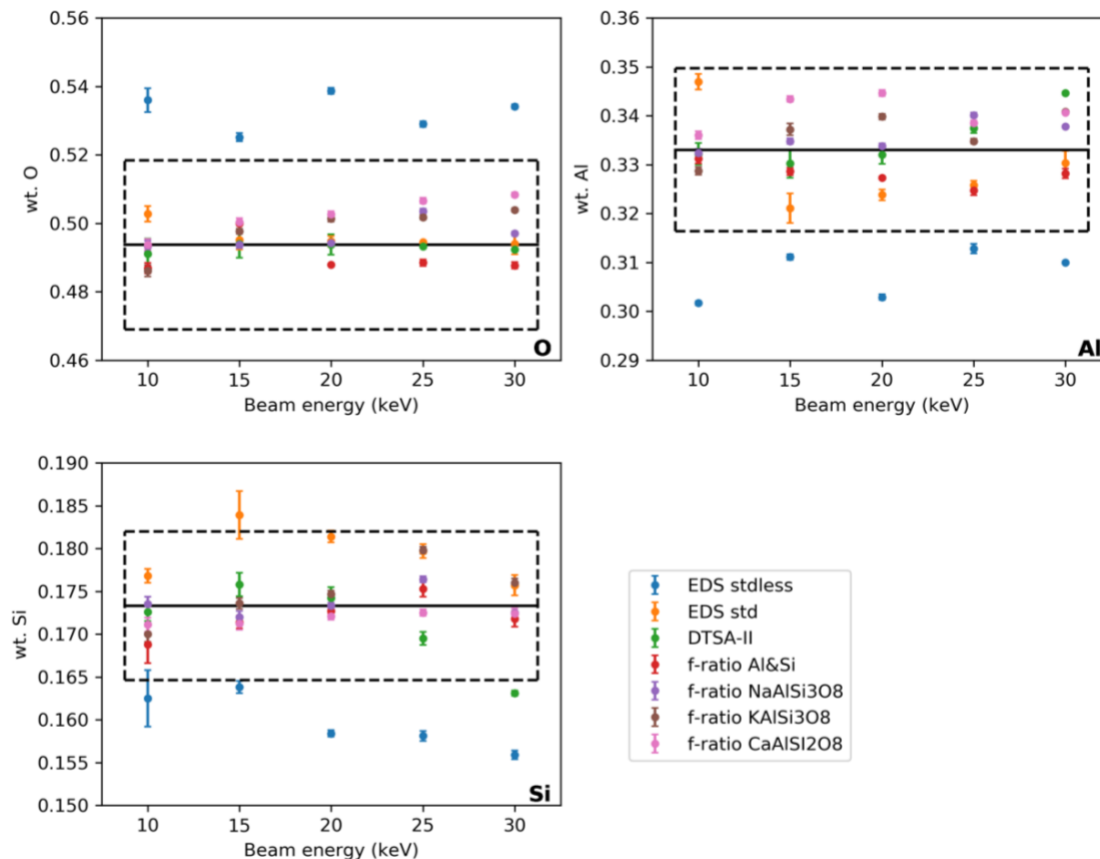 0.56
0.54
0.52
0.50
0.48
0.46
wt. O
10 15 20 25 30
Beam energy (keV)
O
0.36
0.35
0.34
0.33
0.32
0.31
0.30
0.29
wt. Al
10 15 20 25 30
Beam energy (keV)
Al
0.190
0.185
0.180
0.175
0.170
0.165
0.160
0.155
0.150
wt. Si
10 15 20 25 30
Beam energy (keV)
Si
EDS stdless
EDS std
DTSA-II
f-ratio Al&Si
f-ratio NaAlSi3O8
f-ratio KAlSi3O8
f-ratio CaAlSI2O8